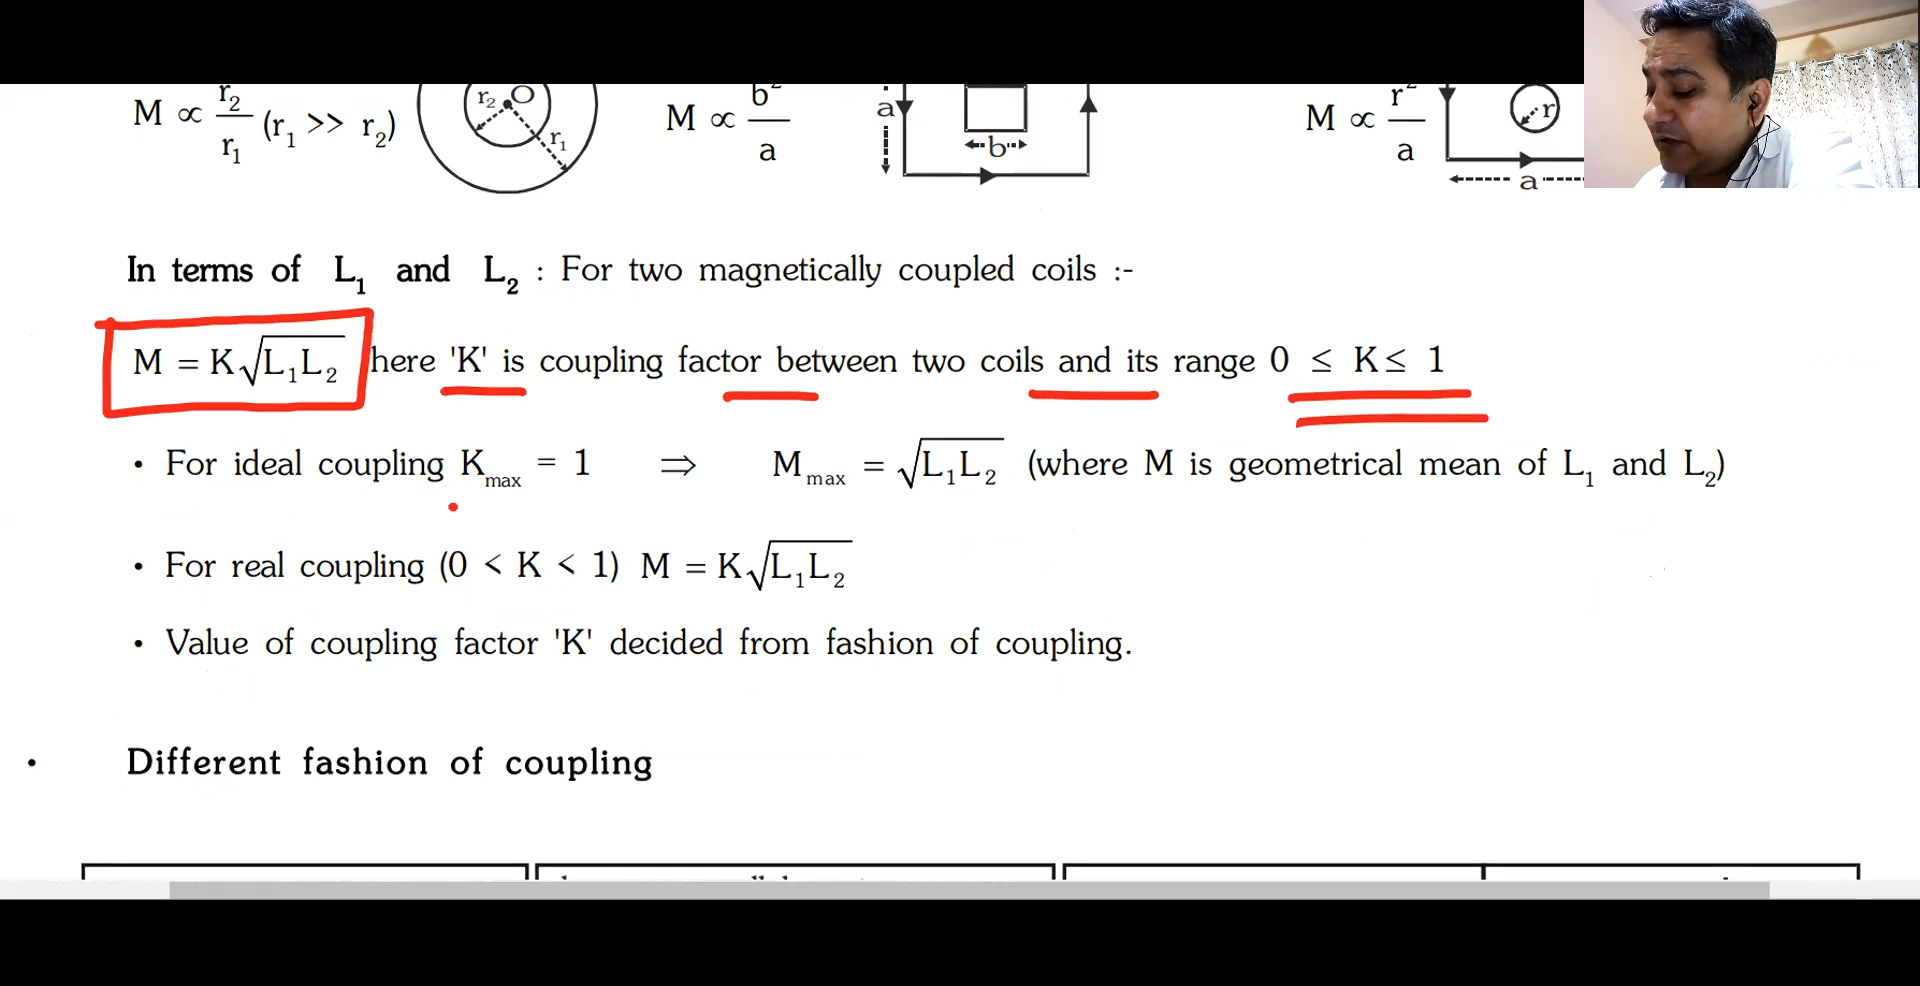 M ∝ r₂/r₁ (r₁ >> r₂)
r₂ O
r₁
M ∝ b²/a
a
b
M ∝ r²/a
r
a
In terms of L₁ and L₂ : For two magnetically coupled coils :-
M = K√L₁L₂ here 'K' is coupling factor between two coils and its range 0 ≤ K≤ 1
• For ideal coupling Kmax = 1 ⇒ Mmax = √L₁L₂ (where M is geometrical mean of L₁ and L₂)
• For real coupling (0 < K < 1) M = K√L₁L₂
• Value of coupling factor 'K' decided from fashion of coupling.
• Different fashion of coupling